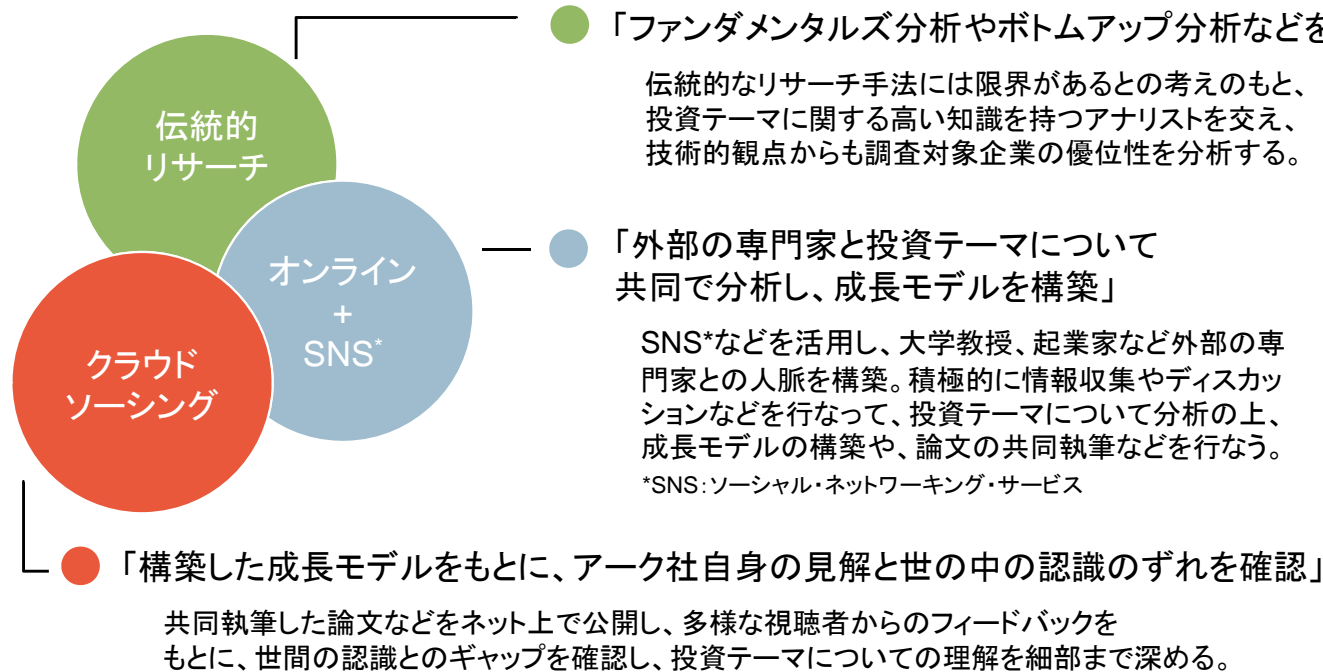 「ファンダメンタルズ分析やボトムアップ分析などを
伝統的なリサーチ手法には限界があるとの考えのもと、
投資テーマに関する高い知識を持つアナリストを交え、
技術的観点からも調査対象企業の優位性を分析する。
伝統的
リサーチ
「外部の専門家と投資テーマについて
共同で分析し、成長モデルを構築」
SNS*などを活用し、大学教授、起業家など外部の専
門家との人脈を構築。積極的に情報収集やディスカッ
ションなどを行なって、投資テーマについて分析の上、
成長モデルの構築や、論文の共同執筆などを行なう。
*SNS:ソーシャル・ネットワーキング・サービス
オンライン
+
SNS*
クラウド
ソーシング
「構築した成長モデルをもとに、アーク社自身の見解と世の中の認識のずれを確認」
共同執筆した論文などをネット上で公開し、多様な視聴者からのフィードバックを
もとに、世間の認識とのギャップを確認し、投資テーマについての理解を細部まで深める。